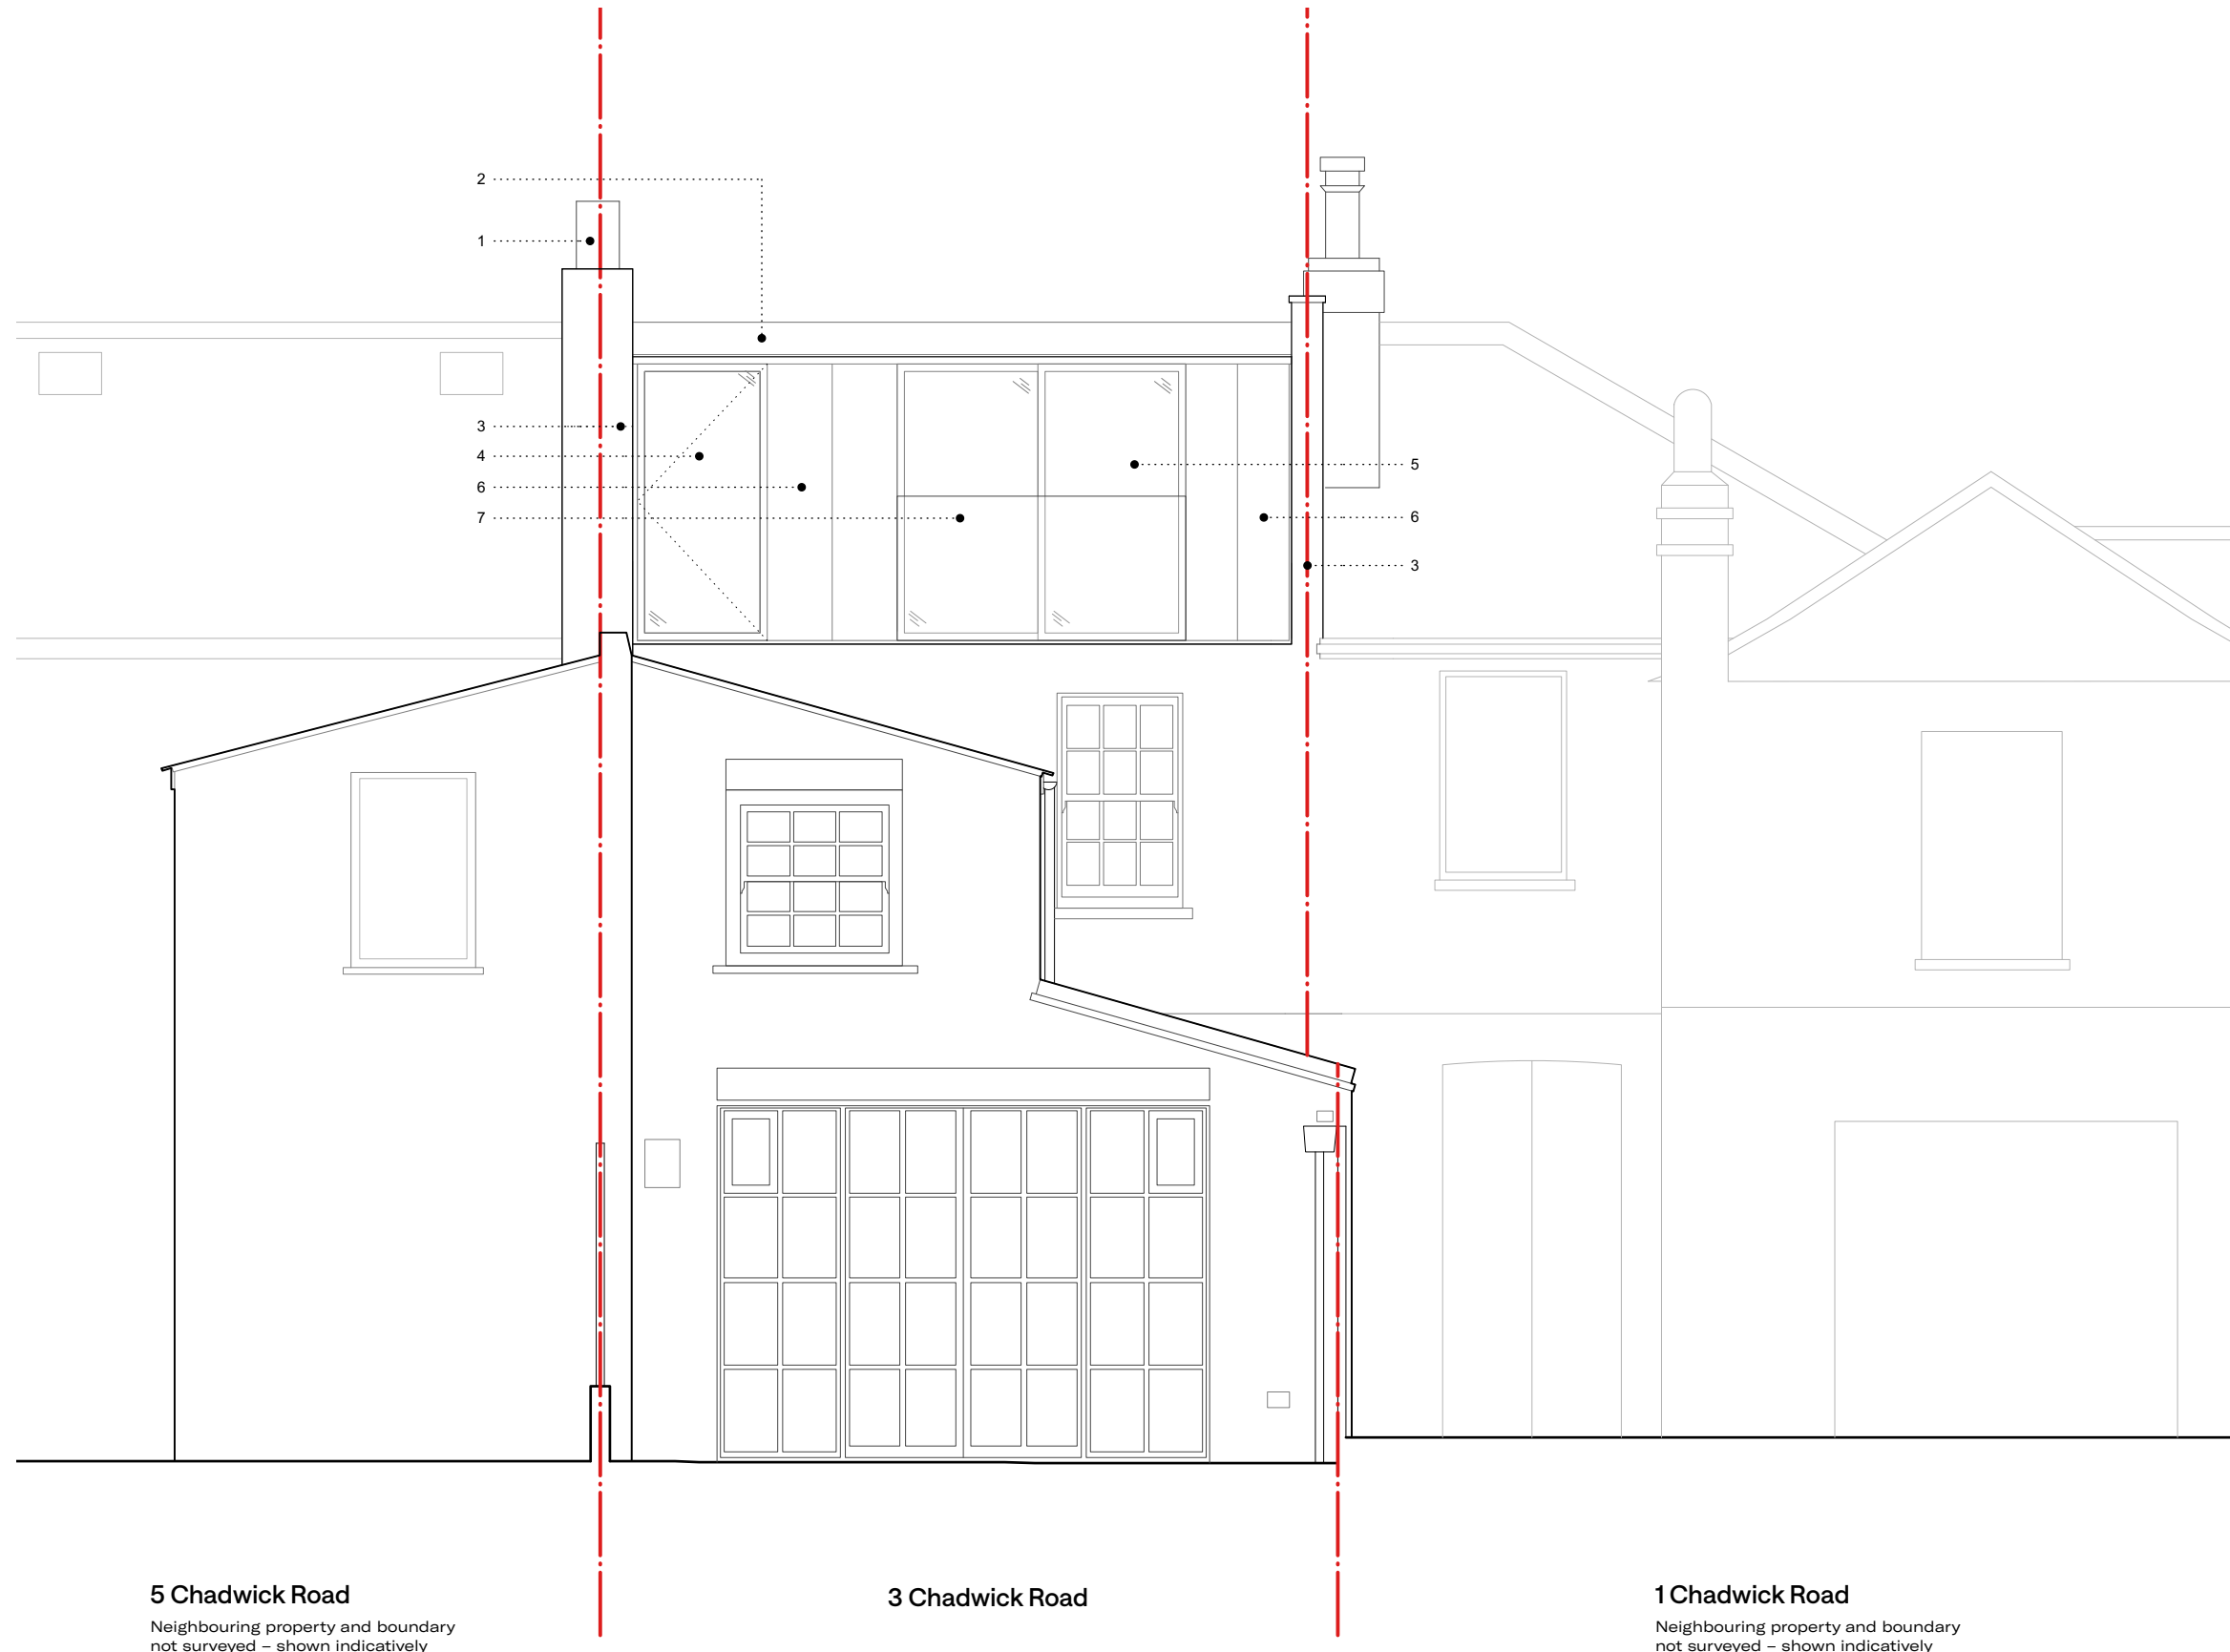 2
1
3
4
5
6
7
6
3
5 Chadwick Road
Neighbouring property and boundary
not surveyed – shown indicatively
3 Chadwick Road
1 Chadwick Road
Neighbouring property and boundary
not surveyed – shown indicatively